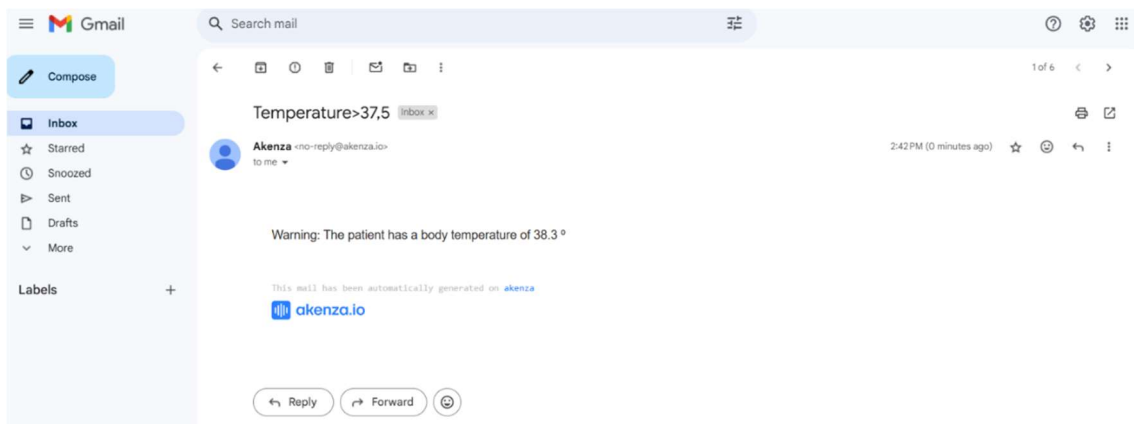 Gmail
Search mail
Compose
1 of 6
Temperature>37,5 Inbox ×
Inbox
Akenza <no-reply@akenza.io> 2:42 PM (0 minutes ago)
to me
Starred
Snoozed
Sent
Drafts
More
Warning: The patient has a body temperature of 38.3 º
Labels +
This mail has been automatically generated on akenza
akenza.io
Reply Forward